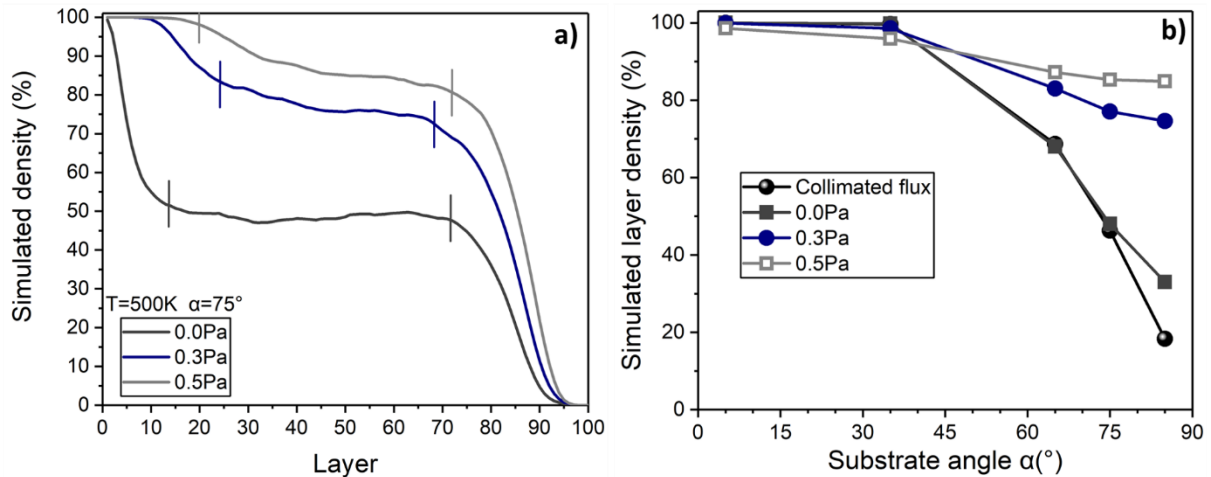 a)
Simulated density (%)
100
90
80
70
60
50
40
30
20
10
0
T=500K α=75°
0.0Pa
0.3Pa
0.5Pa
0 10 20 30 40 50 60 70 80 90 100
Layer
b)
Simulated layer density (%)
100
80
60
40
20
0
Collimated flux
0.0Pa
0.3Pa
0.5Pa
0 15 30 45 60 75 90
Substrate angle α(°)